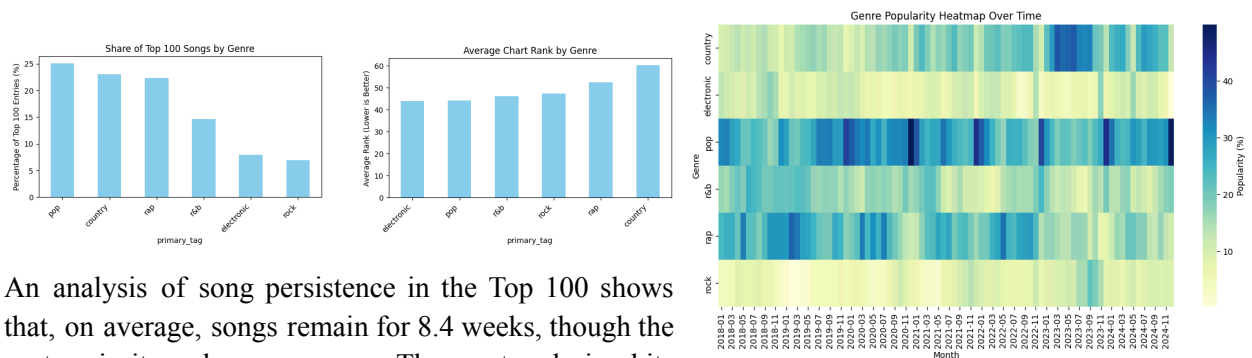 Share of Top 100 Songs by Genre
Percentage of Top 100 Entries (%)
25
20
15
10
5
0
pop
country
rap
r&b
electronic
rock
primary_tag
Average Chart Rank by Genre
Average Rank (Lower is Better)
60
50
40
30
20
10
0
electronic
pop
r&b
rock
rap
country
primary_tag
An analysis of song persistence in the Top 100 shows
that, on average, songs remain for 8.4 weeks, though the
Genre Popularity Heatmap Over Time
Genre
country
electronic
pop
r&b
rap
rock
2018-01
2018-03
2018-05
2018-07
2018-09
2018-11
2019-01
2019-03
2019-05
2019-07
2019-09
2019-11
2020-01
2020-03
2020-05
2020-07
2020-09
2020-11
2021-01
2021-03
2021-05
2021-07
2021-09
2021-11
2022-01
2022-03
2022-05
2022-07
2022-09
2022-11
2023-01
2023-03
2023-05
2023-07
2023-09
2023-11
2024-01
2024-03
2024-05
2024-07
2024-09
2024-11
Month
40
30
20
10
Popularity (%)